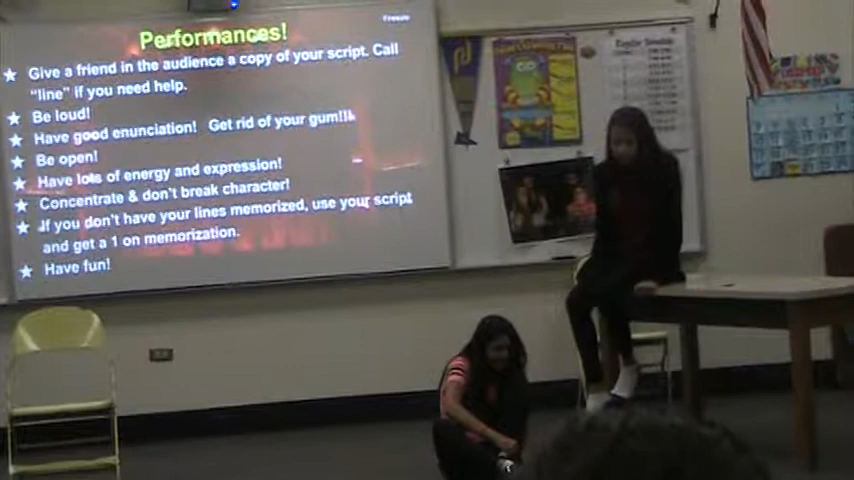 Freeze
Performances!
Give a friend in the audience a copy of your script. Call
"line" if you need help.
Be loud!
Have good enunciation! Get rid of your gum!!!
Be open!
Have lots of energy and expression!
Concentrate & don't break character!
If you don't have your lines memorized, use your script
and get a 1 on memorization.
Have fun!